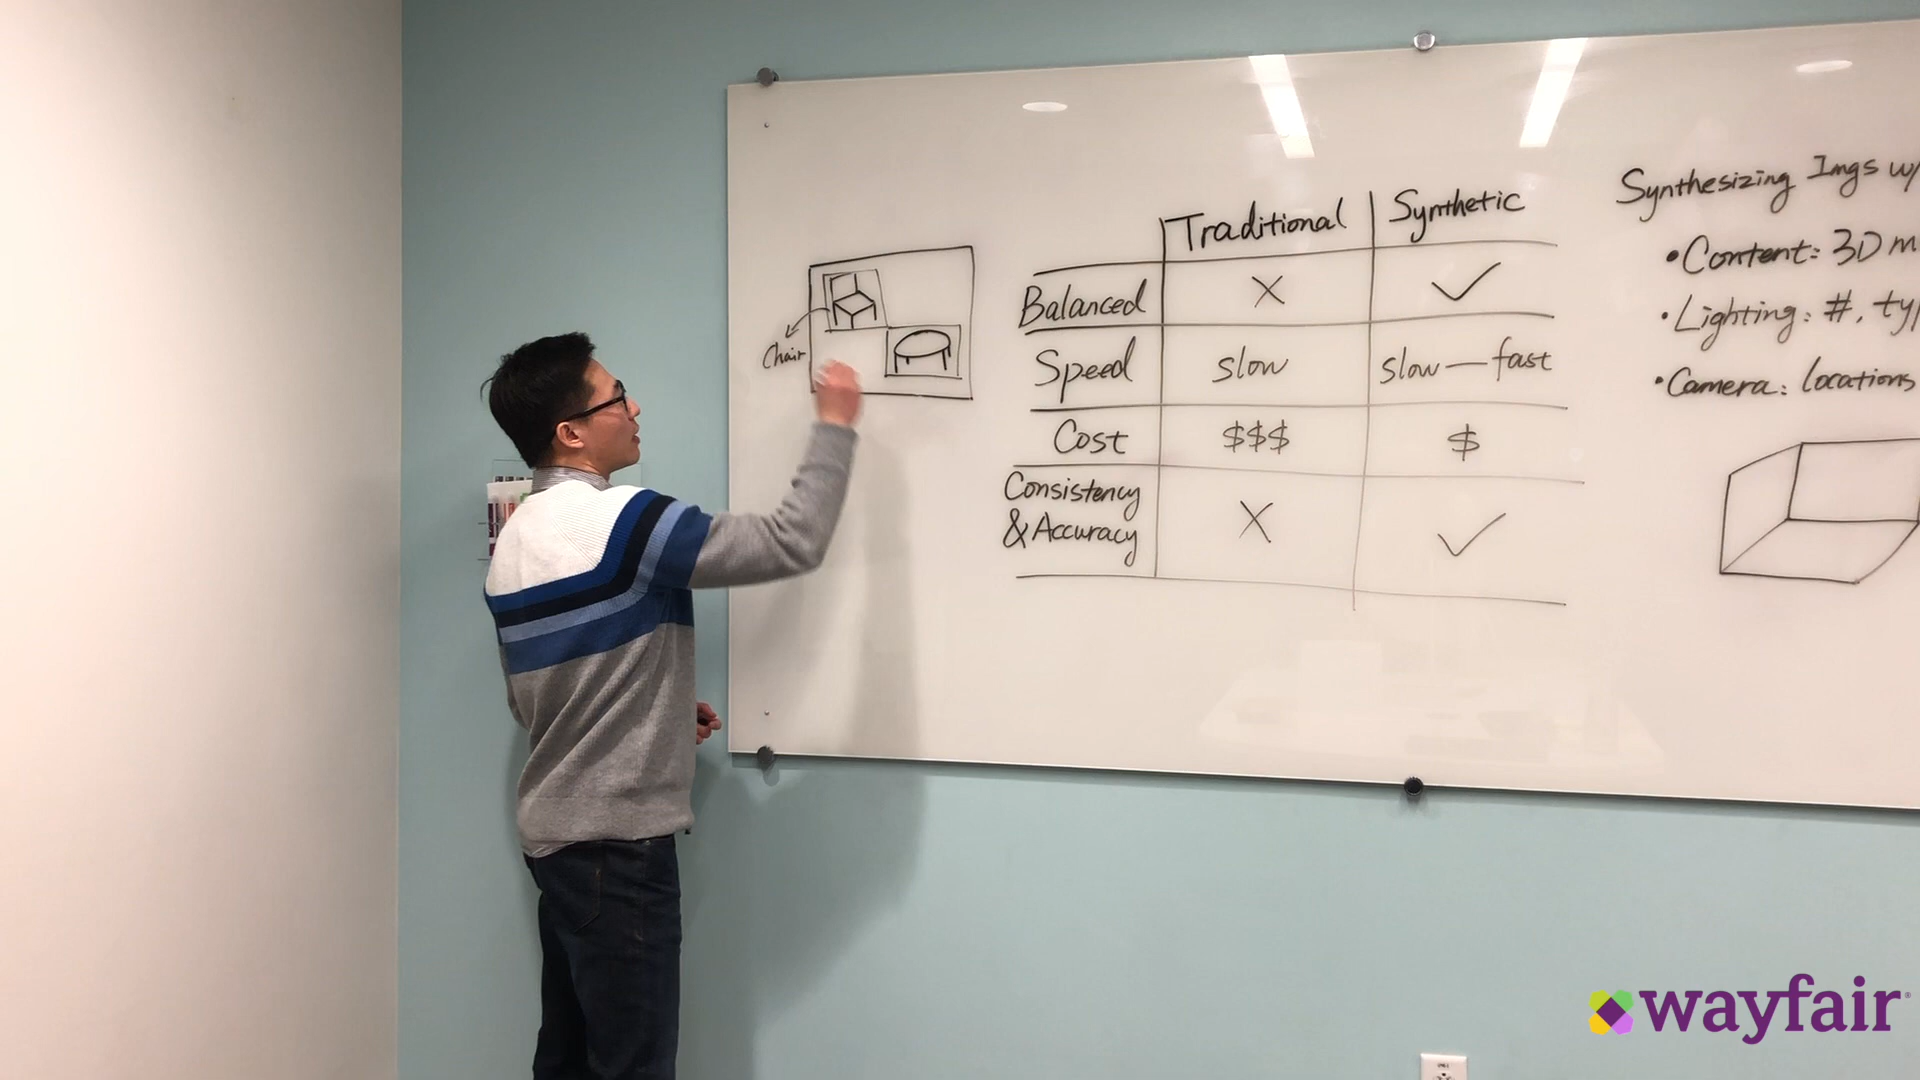 Chair
Traditional Synthetic
Balanced X ✓
Speed slow slow—fast
Cost $$$ $
Consistency
& Accuracy X ✓
Synthesizing Imgs w/
•Content: 3D m
•Lighting: #, typ
•Camera: locations
wayfair®